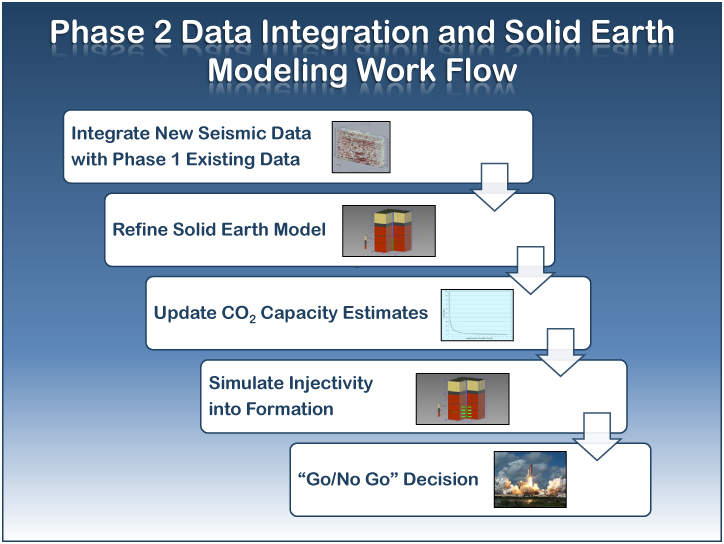 Phase 2 Data Integration and Solid Earth
Modeling Work Flow
Integrate New Seismic Data
with Phase 1 Existing Data
Refine Solid Earth Model
Update CO₂ Capacity Estimates
Simulate Injectivity
into Formation
“Go/No Go” Decision